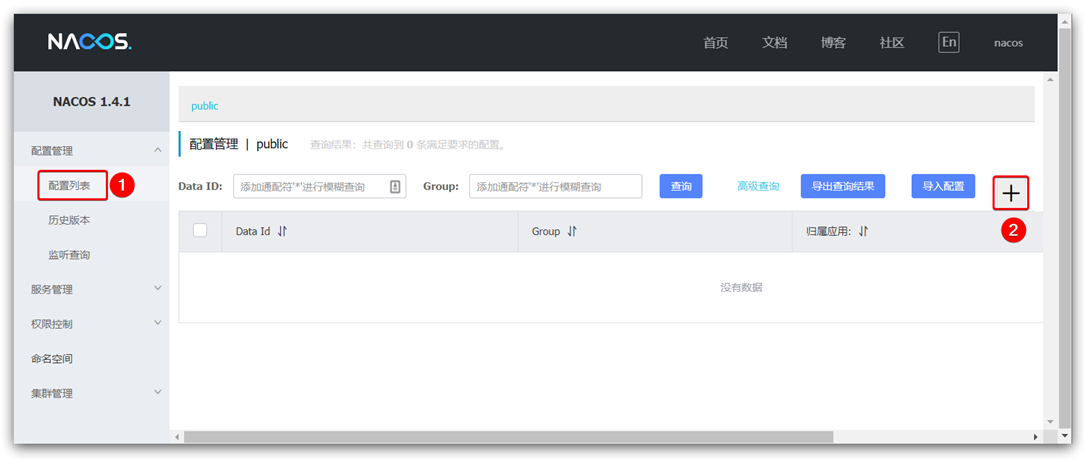 NACOS.
首页 文档 博客 社区 En nacos
NACOS 1.4.1
配置管理
配置列表 1
历史版本
监听查询
服务管理
权限控制
命名空间
集群管理
public
配置管理 | public 查询结果：共查询到 0 条满足要求的配置。
Data ID: 添加通配符'*'进行模糊查询 Group: 添加通配符'*'进行模糊查询 查询 高级查询 导出查询结果 导入配置 +
2
Data Id Group 归属应用:
没有数据